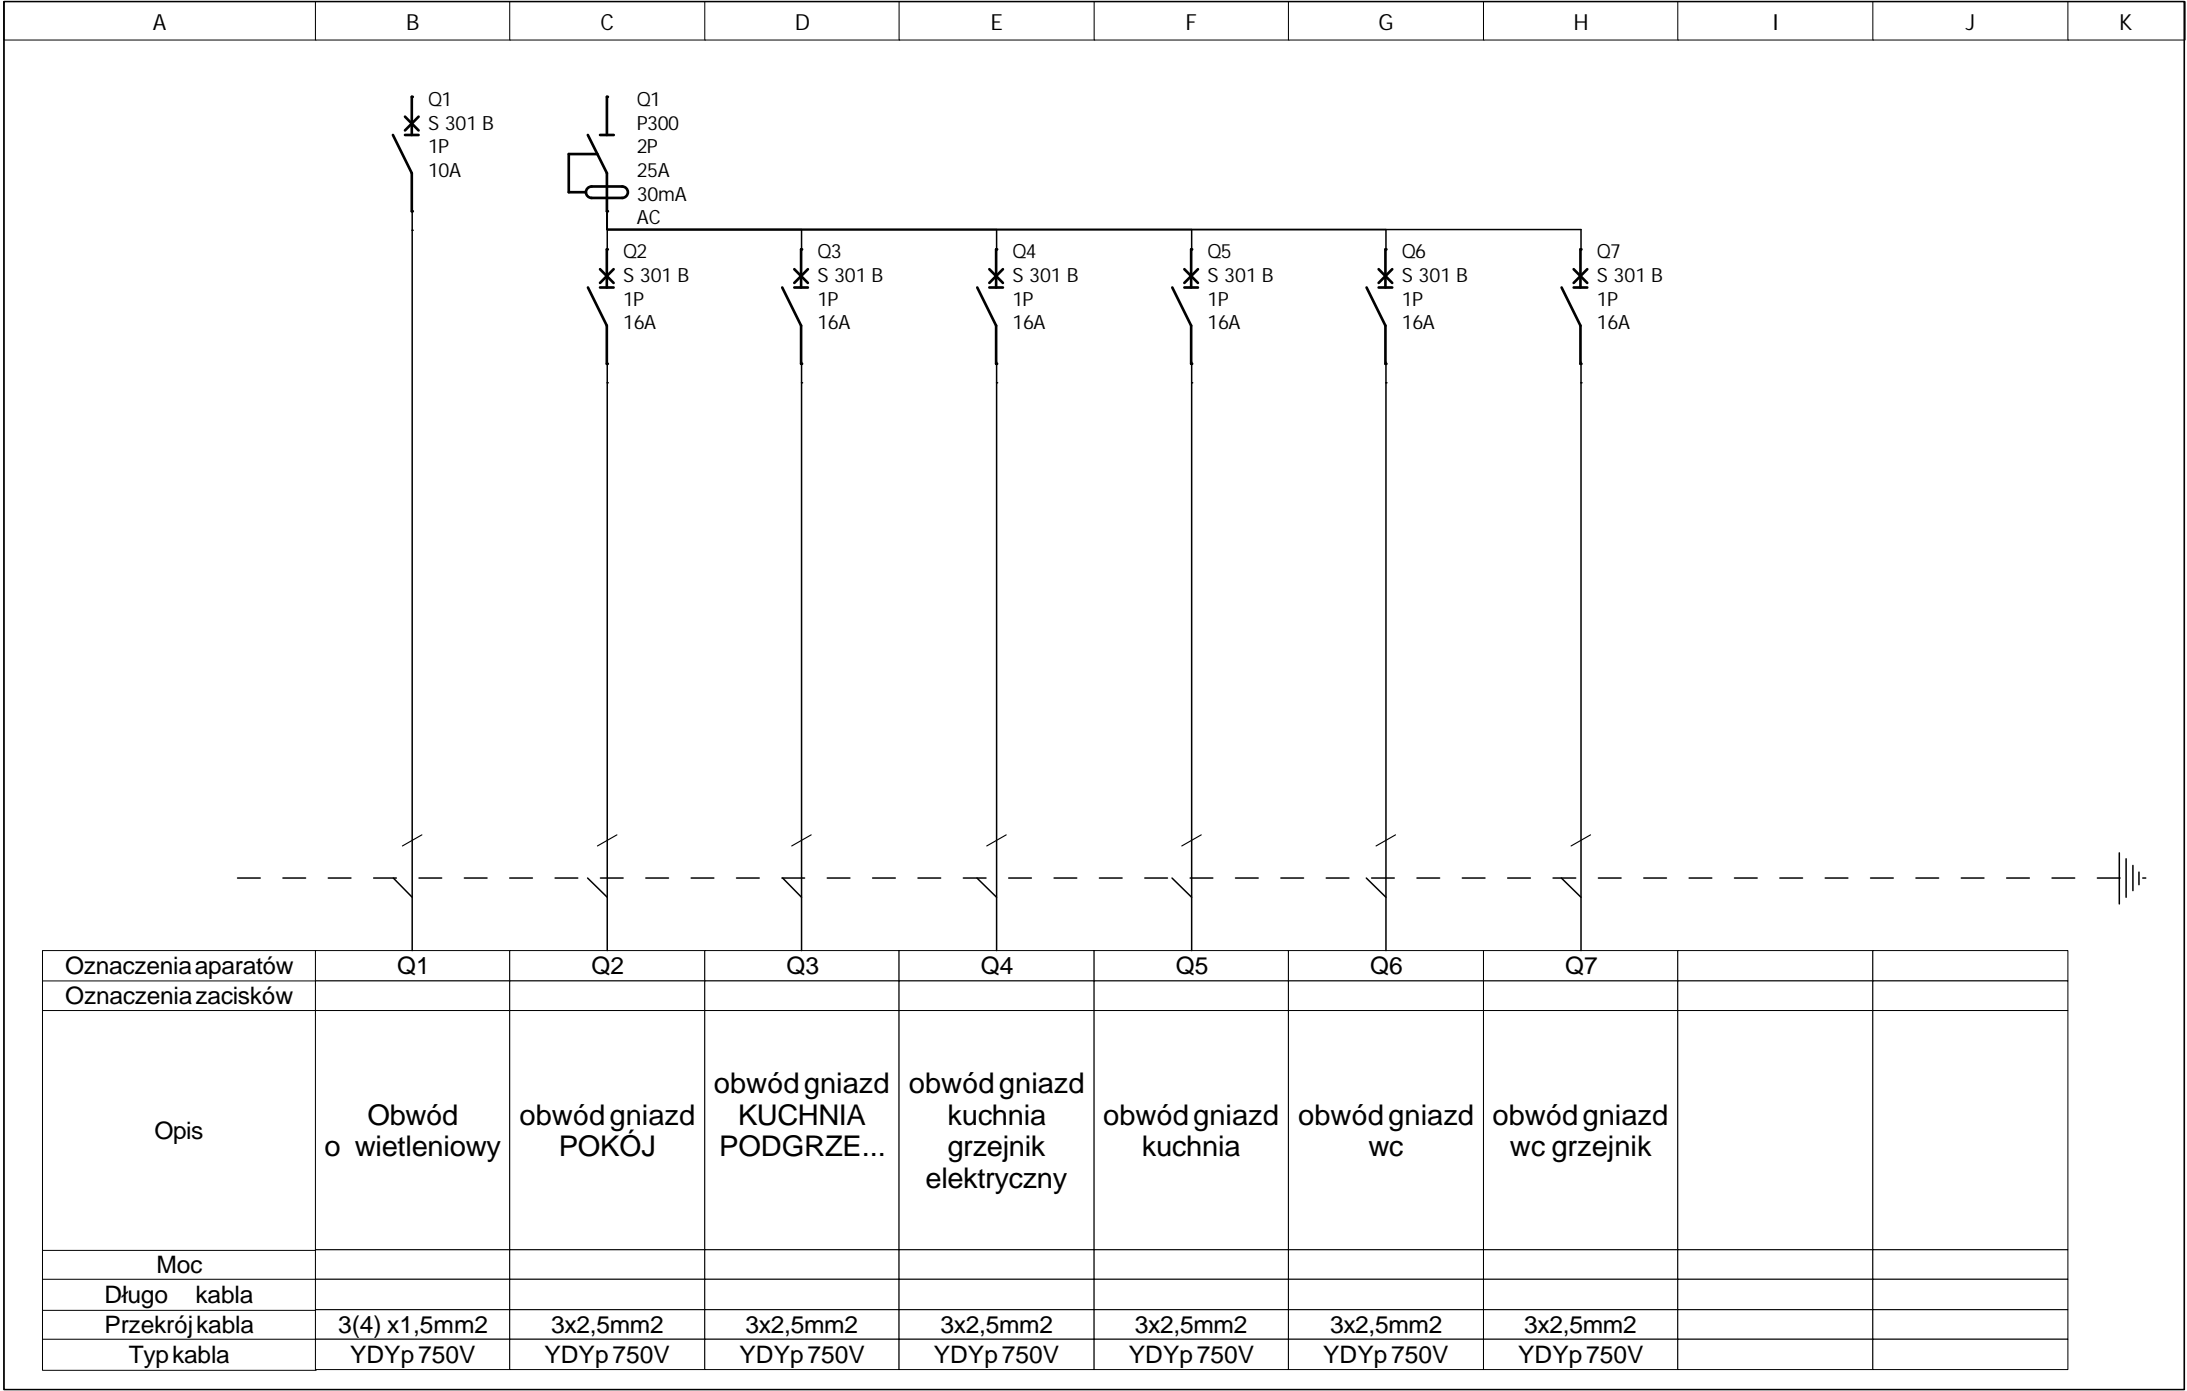 A B C D E F G H I J K
Q1
S 301 B
1P
10A
Q1
P300
2P
25A
30mA
AC
Q2
S 301 B
1P
16A
Q3
S 301 B
1P
16A
Q4
S 301 B
1P
16A
Q5
S 301 B
1P
16A
Q6
S 301 B
1P
16A
Q7
S 301 B
1P
16A
Oznaczenia aparatów Q1 Q2 Q3 Q4 Q5 Q6 Q7
Oznaczenia zacisków
Opis
Obwód
o wietleniowy
obwód gniazd
POKÓJ
obwód gniazd
KUCHNIA
PODGRZE...
obwód gniazd
kuchnia
grzejnik
elektryczny
obwód gniazd
kuchnia
obwód gniazd
wc
obwód gniazd
wc grzejnik
Moc
Długo kabla
Przekrój kabla 3(4) x1,5mm2 3x2,5mm2 3x2,5mm2 3x2,5mm2 3x2,5mm2 3x2,5mm2 3x2,5mm2
Typ kabla YDYp 750V YDYp 750V YDYp 750V YDYp 750V YDYp 750V YDYp 750V YDYp 750V